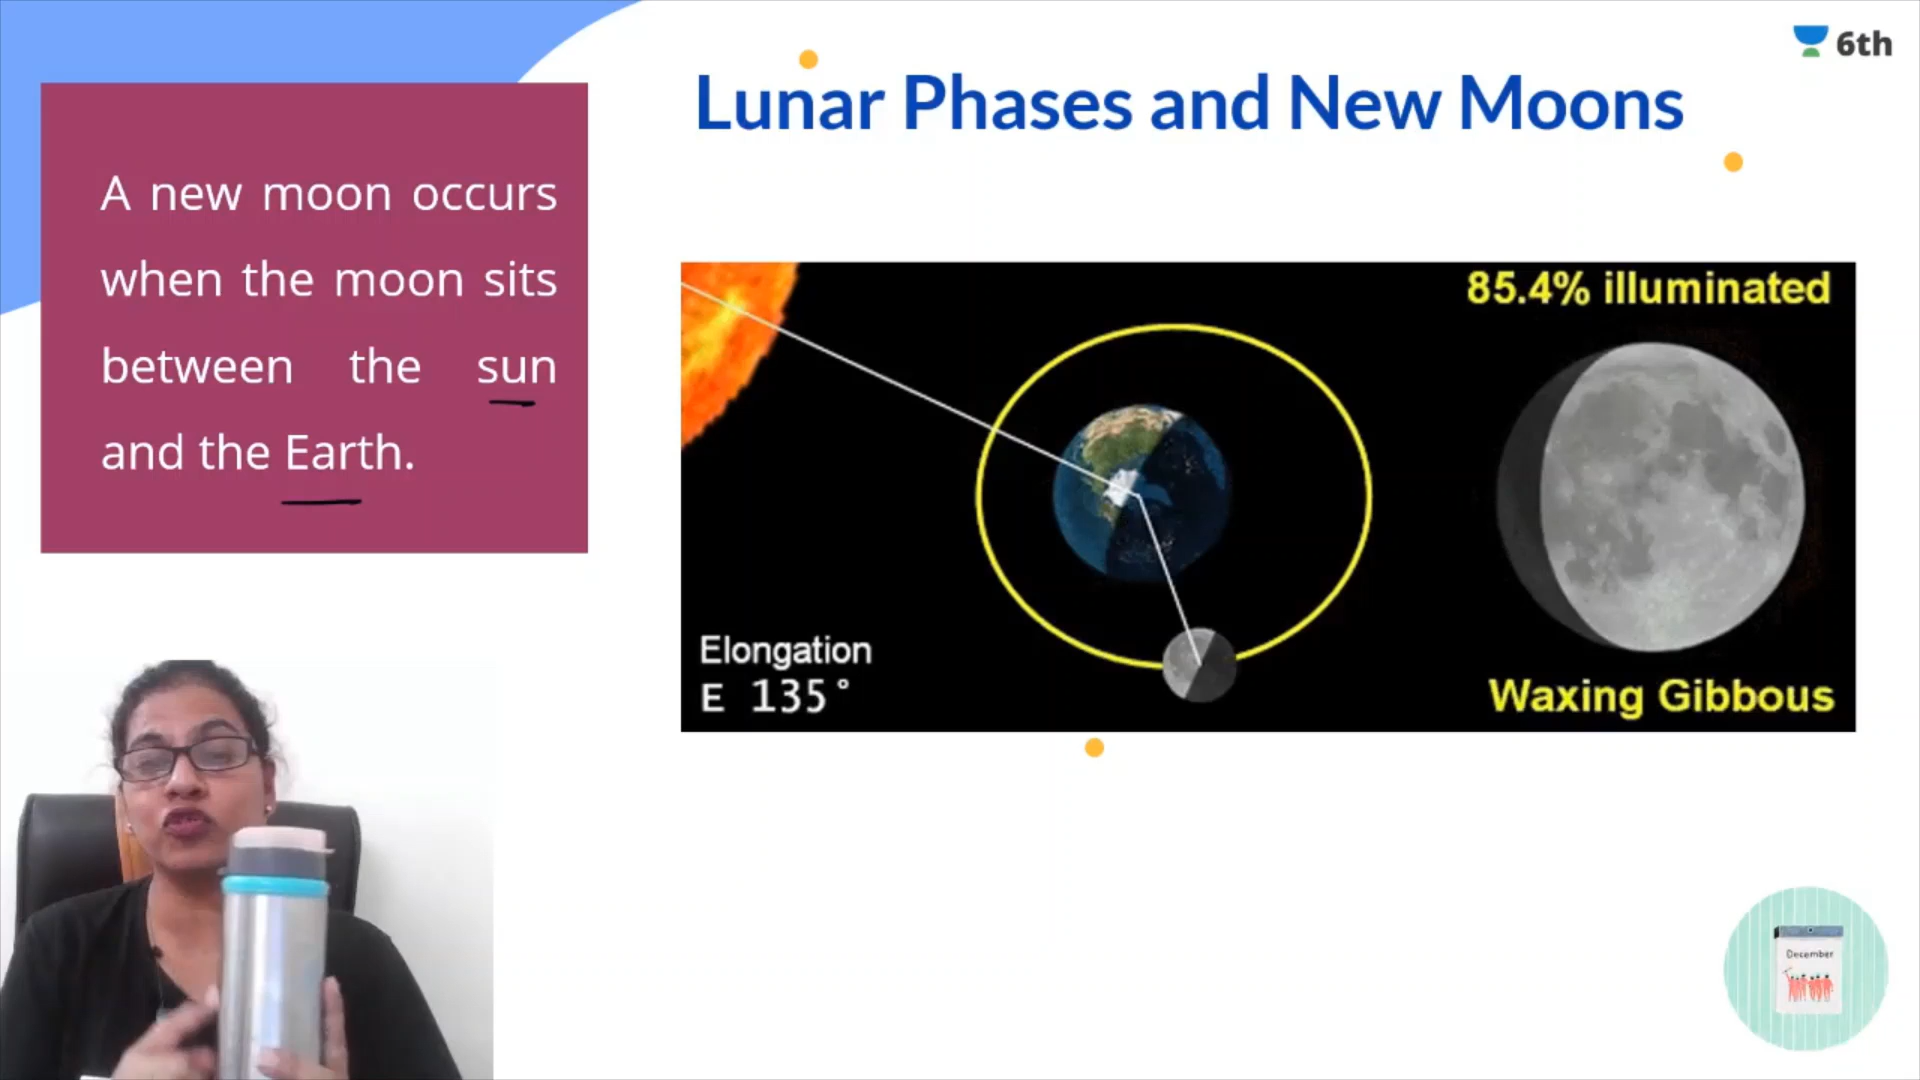 6th
Lunar Phases and New Moons
A new moon occurs
when the moon sits
between the sun
and the Earth.
85.4% illuminated
Elongation
E 135°
Waxing Gibbous
December